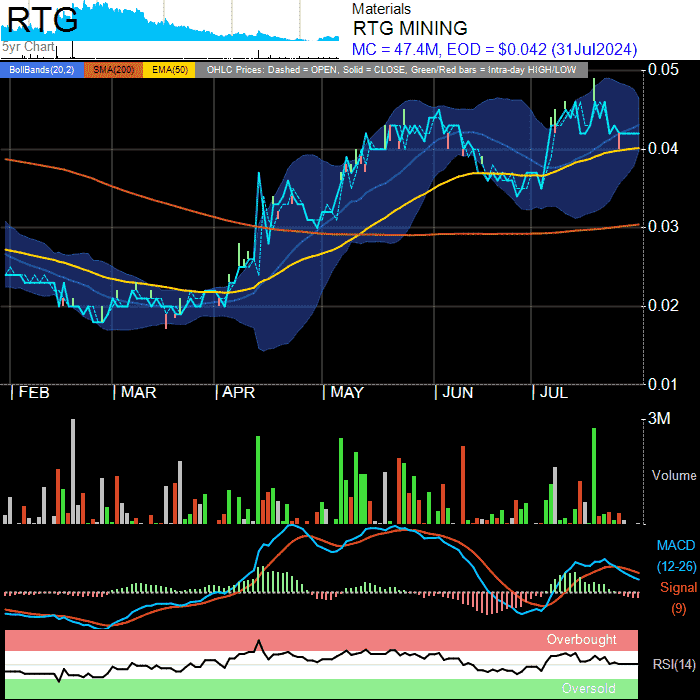 RTG
5yr Chart
Materials
RTG MINING
MC = 47.4M, EOD = $0.042 (31Jul2024)
BollBands(20,2) SMA(200) EMA(50) OHLC Prices: Dashed = OPEN, Solid = CLOSE, Green/Red bars = Intra-day HIGH/LOW
0.05
0.04
0.03
0.02
0.01
FEB MAR APR MAY JUN JUL
3M
Volume
MACD
(12-26)
Signal
(9)
Overbought
RSI(14)
Oversold